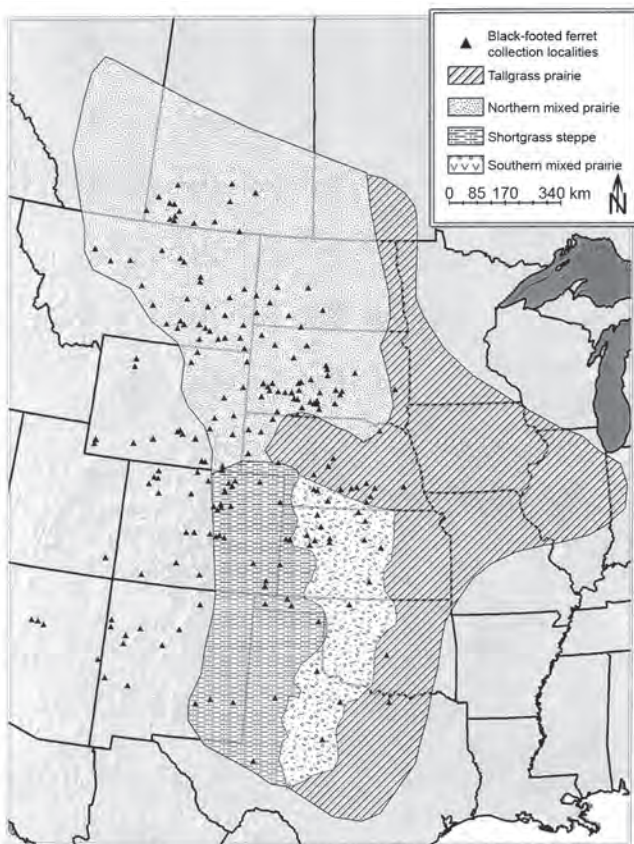 Black-footed ferret
collection localities
Tallgrass prairie
Northern mixed prairie
Shortgrass steppe
Southern mixed prairie
0 85 170 340 km
N